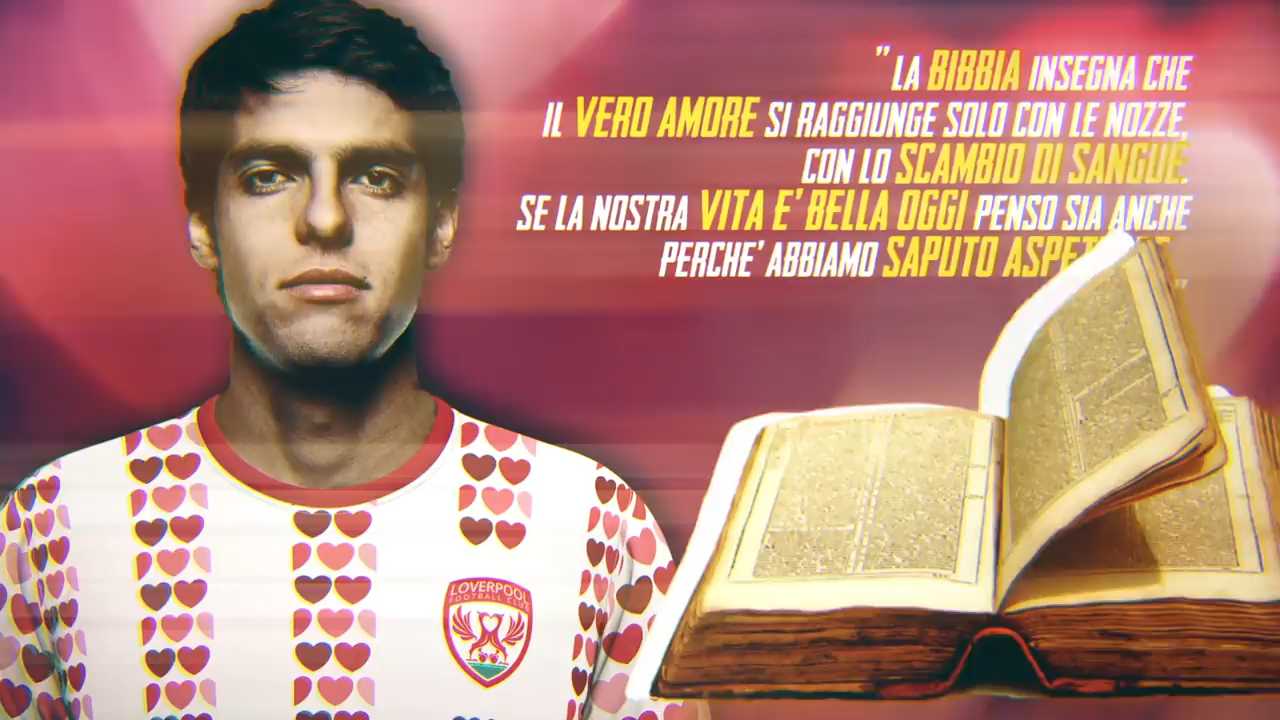 "LA BIBBIA INSEGNA CHE
IL VERO AMORE SI RAGGIUNGE SOLO CON LE NOZZE,
CON LO SCAMBIO DI SANGUE.
SE LA NOSTRA VITA E' BELLA OGGI PENSO SIA ANCHE
PERCHE' ABBIAMO SAPUTO
"
LOVERPOOL
FOOTBALL CLUB